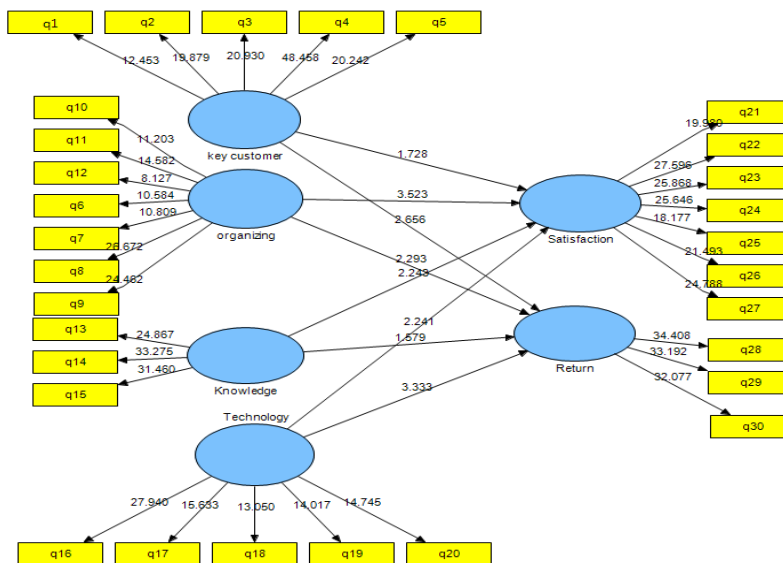 q1
q2
q3
q4
q5
12.453
19.879
20.930
48.458
20.242
key customer
q10
q11
q12
q6
q7
q8
q9
11.203
14.582
8.127
10.584
10.809
26.672
24.462
organizing
1.728
3.523
2.656
2.293
2.249
2.241
1.579
3.333
q13
q14
q15
24.867
33.275
31.460
Knowledge
Technology
27.940
15.633
13.050
14.017
14.745
q16
q17
q18
q19
q20
Satisfaction
19.980
27.596
25.868
25.646
18.177
21.493
24.788
q21
q22
q23
q24
q25
q26
q27
Return
34.408
33.192
32.077
q28
q29
q30